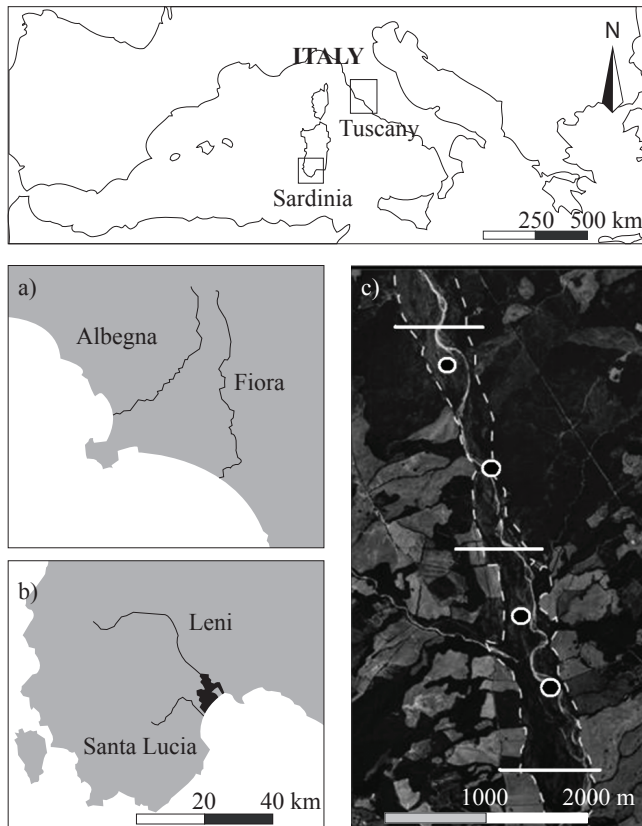 N
ITALY
Tuscany
Sardinia
250 500 km
a)
Albegna
Fiora
b)
Leni
Santa Lucia
20 40 km
c)
1000 2000 m